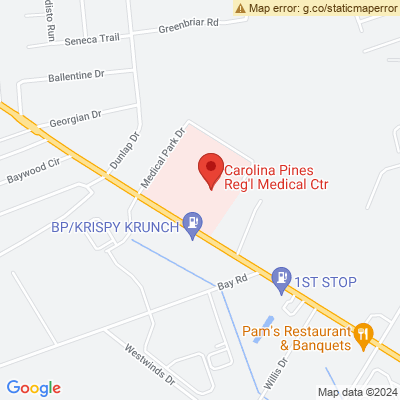 Map error: g.co/staticmaperror
Greenbriar Rd
disto Run
Seneca Trail
Ballentine Dr
Georgian Dr
Baywood Cir
Dunlap Dr
Medical Park Dr
Carolina Pines
Reg'l Medical Ctr
BP/KRISPY KRUNCH
Bay Rd
1ST STOP
Pam's Restaurant
& Banquets
Westwinds Dr
Willis Dr
Google
Map data ©2024